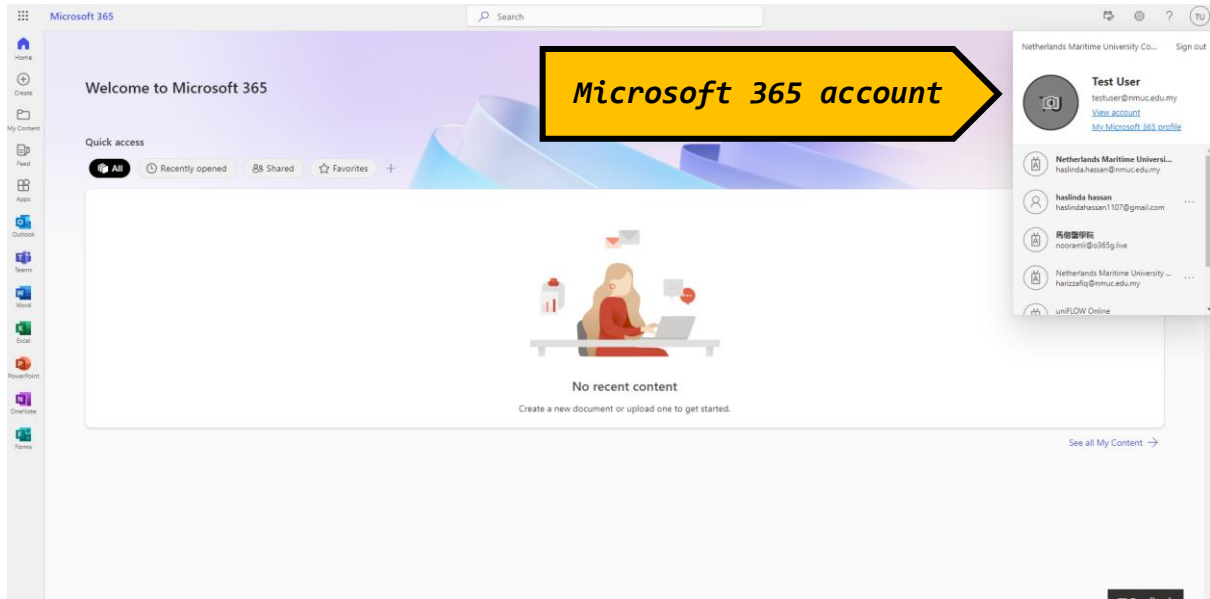 Microsoft 365
Search
TU
Home
Create
My Content
Feed
Apps
Outlook
Teams
Word
Excel
PowerPoint
OneNote
Forms
Welcome to Microsoft 365
Quick access
All
Recently opened
Shared
Favorites
Microsoft 365 account
Netherlands Maritime University Co...
Sign out
Test User
testuser@nmuc.edu.my
View account
My Microsoft 365 profile
Netherlands Maritime Universi...
haslinda.hassan@nmuc.edu.my
haslinda hassan
haslindahassan1107@gmail.com
馬偕醫學院
nooramli@o365g.live
Netherlands Maritime University ...
harizzafiq@nmuc.edu.my
uniFLOW Online
No recent content
Create a new document or upload one to get started.
See all My Content